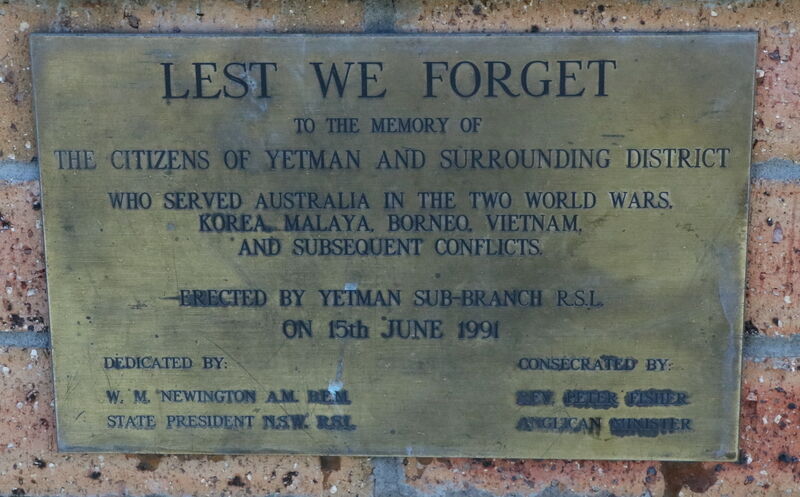 LEST WE FORGET
TO THE MEMORY OF
THE CITIZENS OF YETMAN AND SURROUNDING DISTRICT
WHO SERVED AUSTRALIA IN THE TWO WORLD WARS,
KOREA, MALAYA, BORNEO, VIETNAM,
AND SUBSEQUENT CONFLICTS.
ERECTED BY YETMAN SUB-BRANCH R.S.L.
ON 15th JUNE 1991
DEDICATED BY:
W. M. NEWINGTON A.M. B.E.M.
STATE PRESIDENT N.S.W. R.S.L.
CONSECRATED BY:
REV. PETER FISHER
ANGLICAN MINISTER